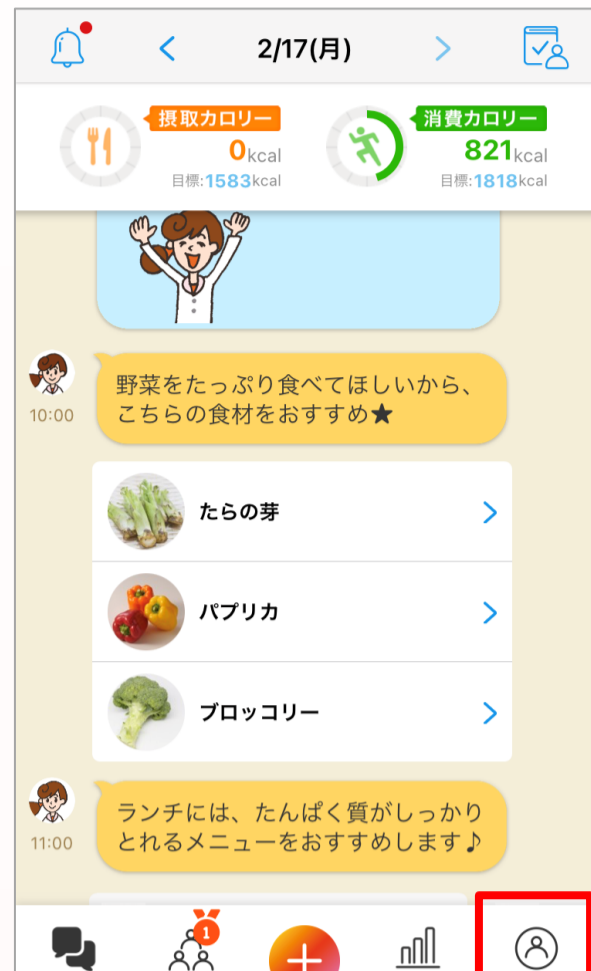 2/17(月)
摂取カロリー
0kcal
目標:1583kcal
消費カロリー
821kcal
目標:1818kcal
野菜をたっぷり食べてほしいから、
こちらの食材をおすすめ★
10:00
たらの芽
パプリカ
ブロッコリー
ランチには、たんぱく質がしっかり
とれるメニューをおすすめします♪
11:00
1